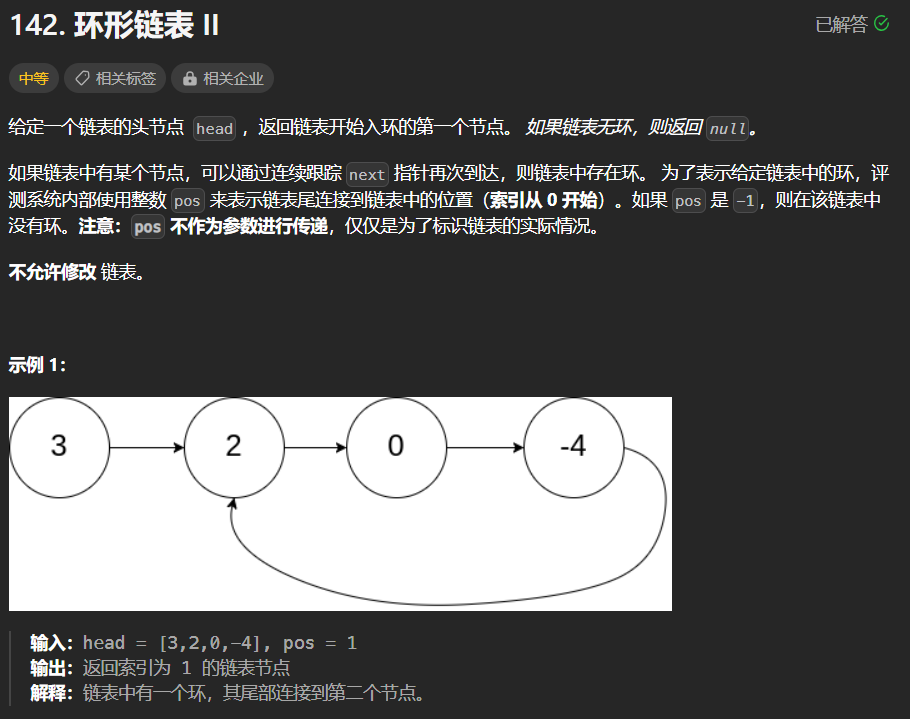 142. 环形链表 II
已解答
中等
相关标签
相关企业
给定一个链表的头节点 head ，返回链表开始入环的第一个节点。 如果链表无环，则返回 null。
如果链表中有某个节点，可以通过连续跟踪 next 指针再次到达，则链表中存在环。 为了表示给定链表中的环，评
测系统内部使用整数 pos 来表示链表尾连接到链表中的位置（索引从 0 开始）。如果 pos 是 -1，则在该链表中
没有环。注意：pos 不作为参数进行传递，仅仅是为了标识链表的实际情况。
不允许修改 链表。
示例 1：
3
2
0
-4
输入：head = [3,2,0,-4], pos = 1
输出：返回索引为 1 的链表节点
解释：链表中有一个环，其尾部连接到第二个节点。